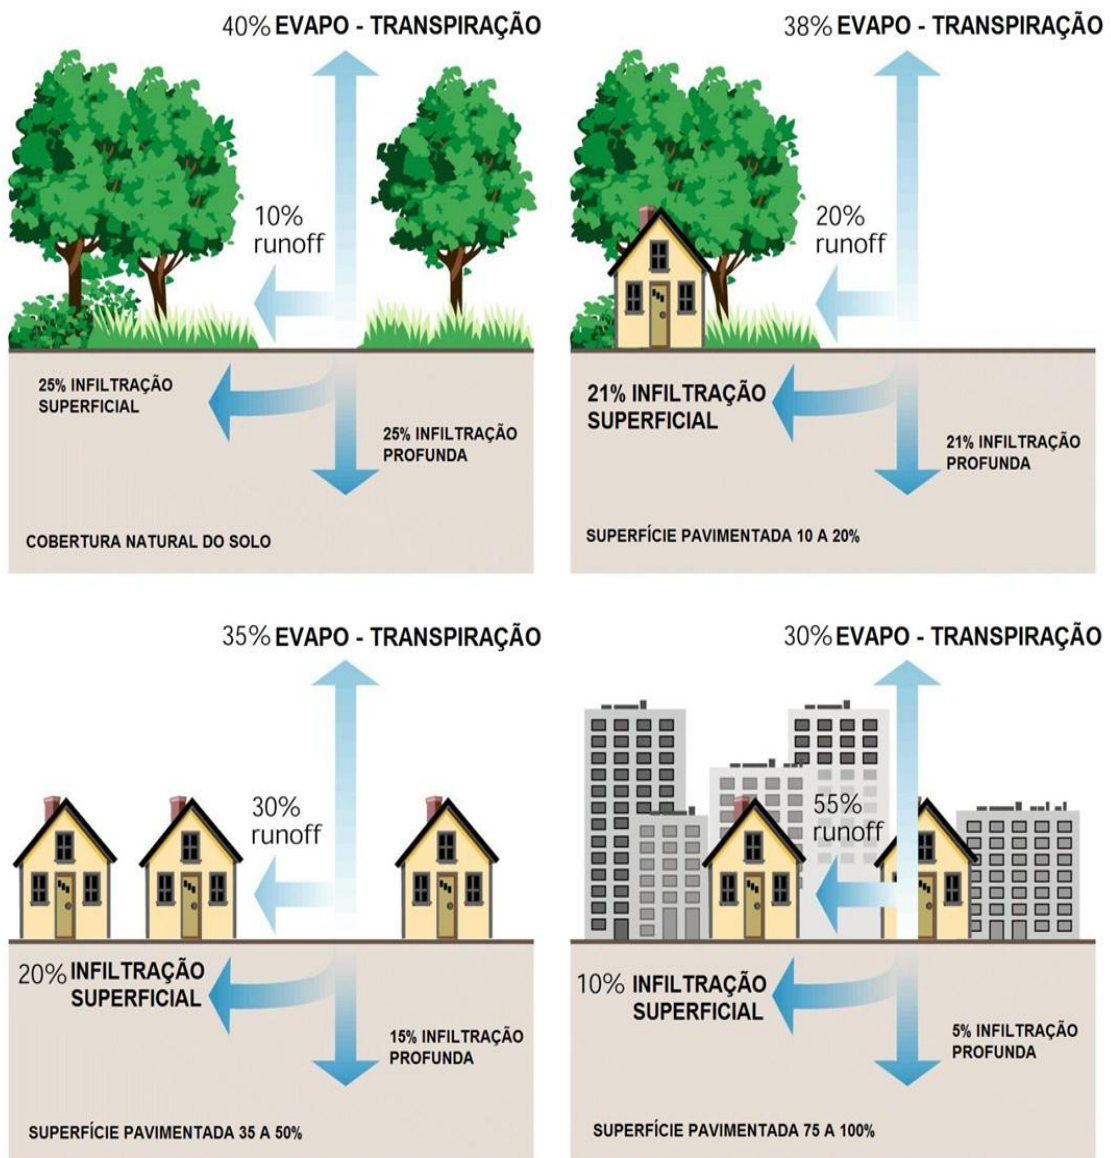 40% EVAPO - TRANSPIRAÇÃO
10%
runoff
25% INFILTRAÇÃO
SUPERFICIAL
25% INFILTRAÇÃO
PROFUNDA
COBERTURA NATURAL DO SOLO
38% EVAPO - TRANSPIRAÇÃO
20%
runoff
21% INFILTRAÇÃO
SUPERFICIAL
21% INFILTRAÇÃO
PROFUNDA
SUPERFÍCIE PAVIMENTADA 10 A 20%
35% EVAPO - TRANSPIRAÇÃO
30%
runoff
20% INFILTRAÇÃO
SUPERFICIAL
15% INFILTRAÇÃO
PROFUNDA
SUPERFÍCIE PAVIMENTADA 35 A 50%
30% EVAPO - TRANSPIRAÇÃO
55%
runoff
10% INFILTRAÇÃO
SUPERFICIAL
5% INFILTRAÇÃO
PROFUNDA
SUPERFÍCIE PAVIMENTADA 75 A 100%